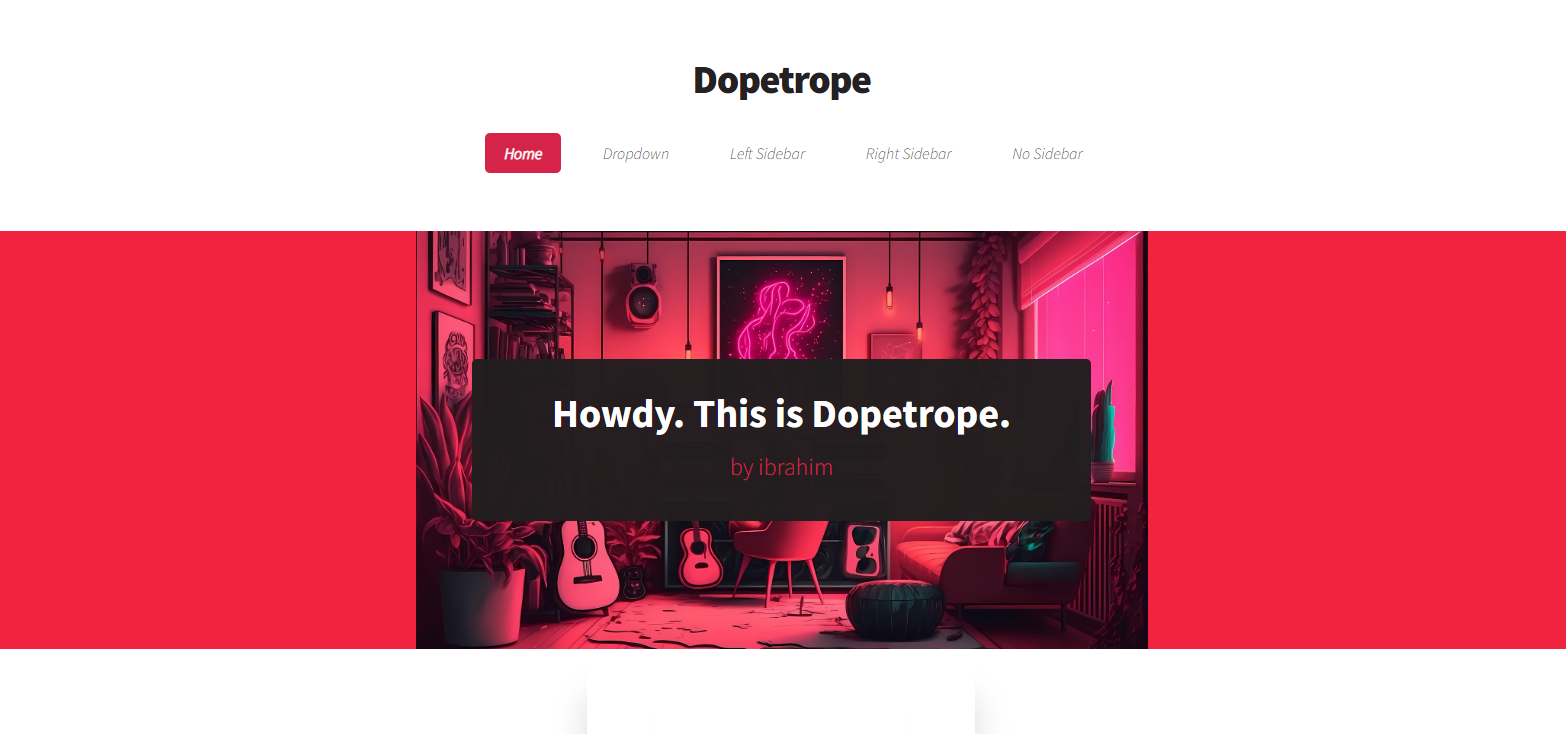 Dopetrope
Home Dropdown Left Sidebar Right Sidebar No Sidebar
Howdy. This is Dopetrope.
by ibrahim